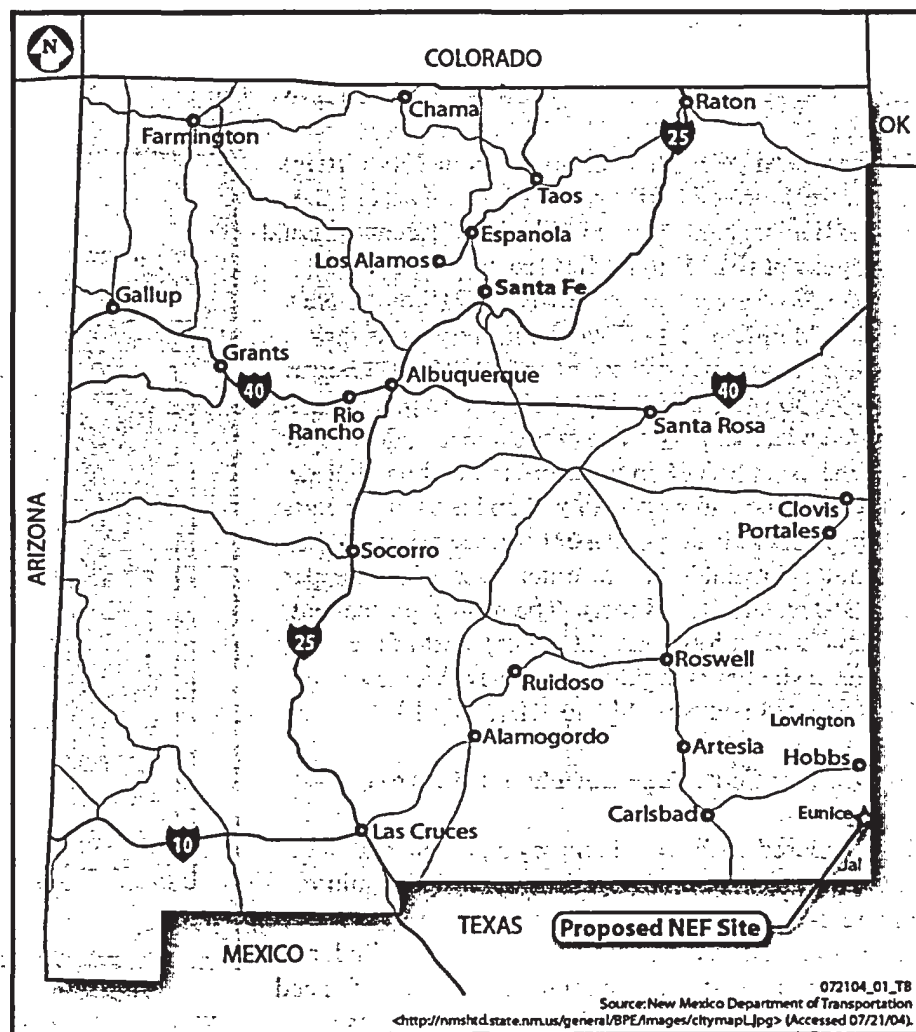 N
COLORADO
Chama
Raton
OK
Farmington
25
Taos
Espanola
Los Alamos
Santa Fe
Gallup
Grants
40
Albuquerque
40
Rio
Rancho
Santa Rosa
ARIZONA
Clovis
Portales
Socorro
25
Roswell
Ruidoso
Lovington
Alamogordo
Artesia
Hobbs
Carlsbad
Eunice
10
Las Cruces
Jal
TEXAS
Proposed NEF Site
MEXICO
072104_01_TB
Source: New Mexico Department of Transportation
<http://nmshtd.state.nm.us/general/BPE/images/citymapL.jpg> (Accessed 07/21/04).